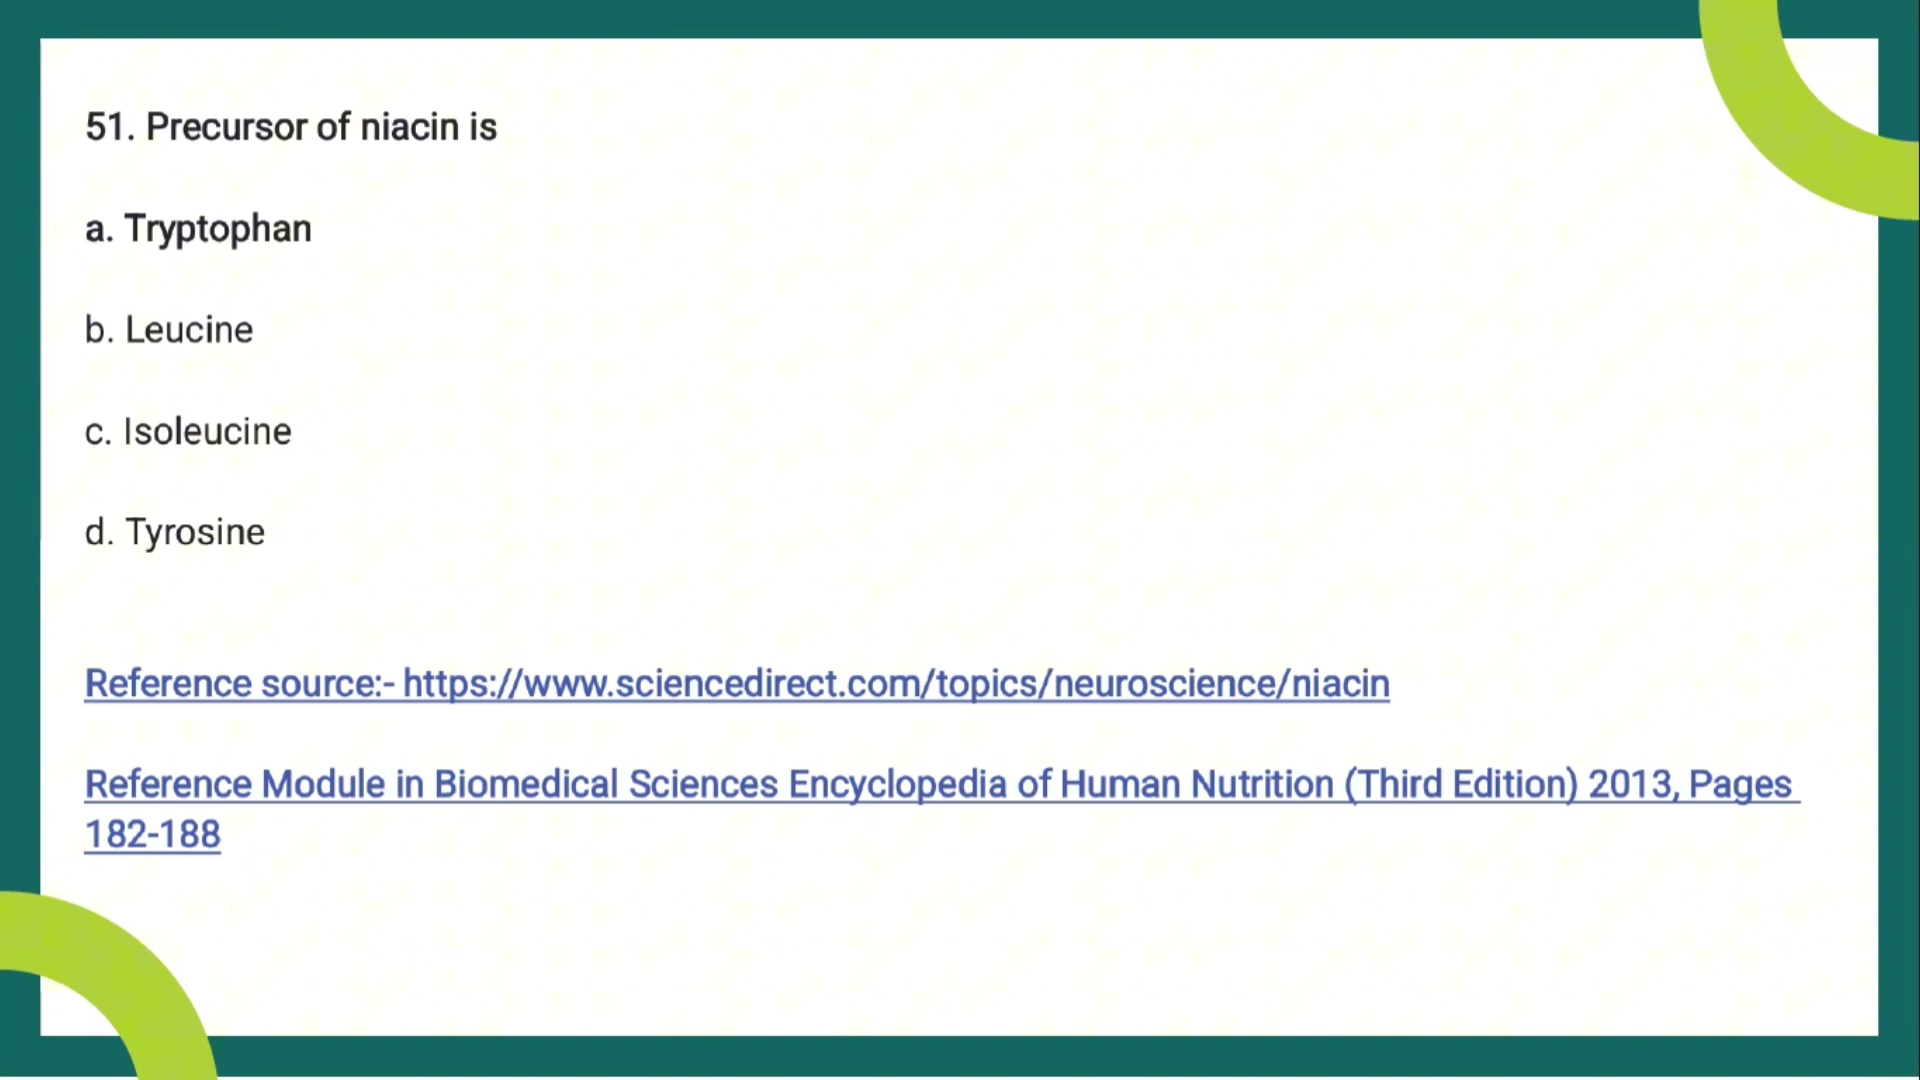 51. Precursor of niacin is
a. Tryptophan
b. Leucine
c. Isoleucine
d. Tyrosine
Reference source:- https://www.sciencedirect.com/topics/neuroscience/niacin
Reference Module in Biomedical Sciences Encyclopedia of Human Nutrition (Third Edition) 2013, Pages
182-188